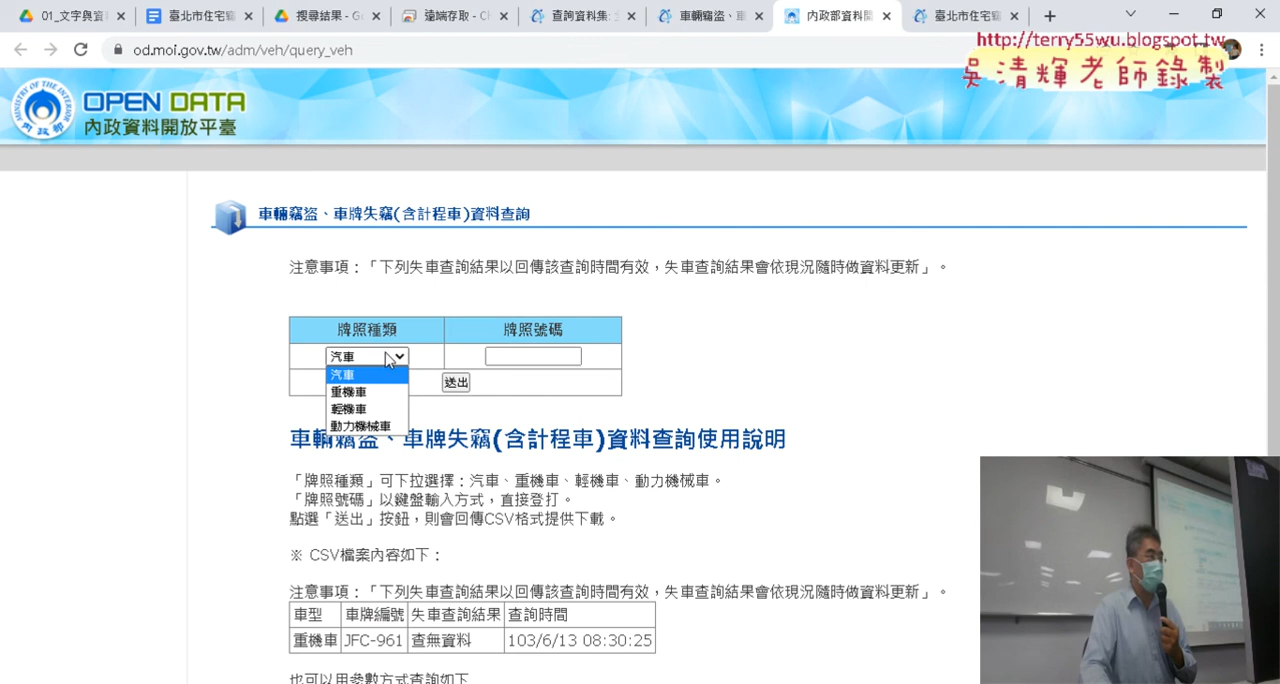 01_文字與資
臺北市住宅竊
搜尋結果 - Go
遠端存取 - Ch
查詢資料集:
車輛竊盜、車
內政部資料開
臺北市住宅竊
od.moi.gov.tw/adm/veh/query_veh
http://terry55wu.blogspot.tw
吳清輝老師錄製
MINISTRY OF THE INTERIOR
內政部
OPEN DATA
內政資料開放平臺
車輛竊盜、車牌失竊(含計程車)資料查詢
注意事項：「下列失車查詢結果以回傳該查詢時間有效，失車查詢結果會依現況隨時做資料更新」。
牌照種類 牌照號碼
汽車
汽車
重機車
輕機車
動力機械車
送出
車輛竊盜、車牌失竊(含計程車)資料查詢使用說明
「牌照種類」可下拉選擇：汽車、重機車、輕機車、動力機械車。
「牌照號碼」以鍵盤輸入方式，直接登打。
點選「送出」按鈕，則會回傳CSV格式提供下載。
※ CSV檔案內容如下：
注意事項：「下列失車查詢結果以回傳該查詢時間有效，失車查詢結果會依現況隨時做資料更新」。
車型 車牌編號 失車查詢結果 查詢時間
重機車 JFC-961 查無資料 103/6/13 08:30:25
也可以用參數方式查詢如下